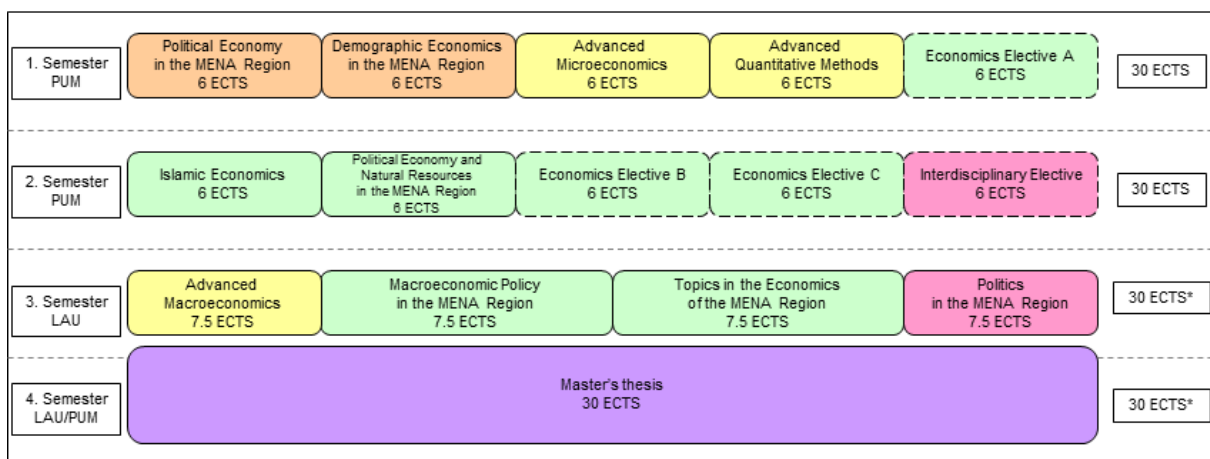 1. Semester
PUM
Political Economy
in the MENA Region
6 ECTS
Demographic Economics
in the MENA Region
6 ECTS
Advanced
Microeconomics
6 ECTS
Advanced
Quantitative Methods
6 ECTS
Economics Elective A
6 ECTS
30 ECTS
2. Semester
PUM
Islamic Economics
6 ECTS
Political Economy and
Natural Resources
in the MENA Region
6 ECTS
Economics Elective B
6 ECTS
Economics Elective C
6 ECTS
Interdisciplinary Elective
6 ECTS
30 ECTS
3. Semester
LAU
Advanced
Macroeconomics
7.5 ECTS
Macroeconomic Policy
in the MENA Region
7.5 ECTS
Topics in the Economics
of the MENA Region
7.5 ECTS
Politics
in the MENA Region
7.5 ECTS
30 ECTS*
4. Semester
LAU/PUM
Master's thesis
30 ECTS
30 ECTS*